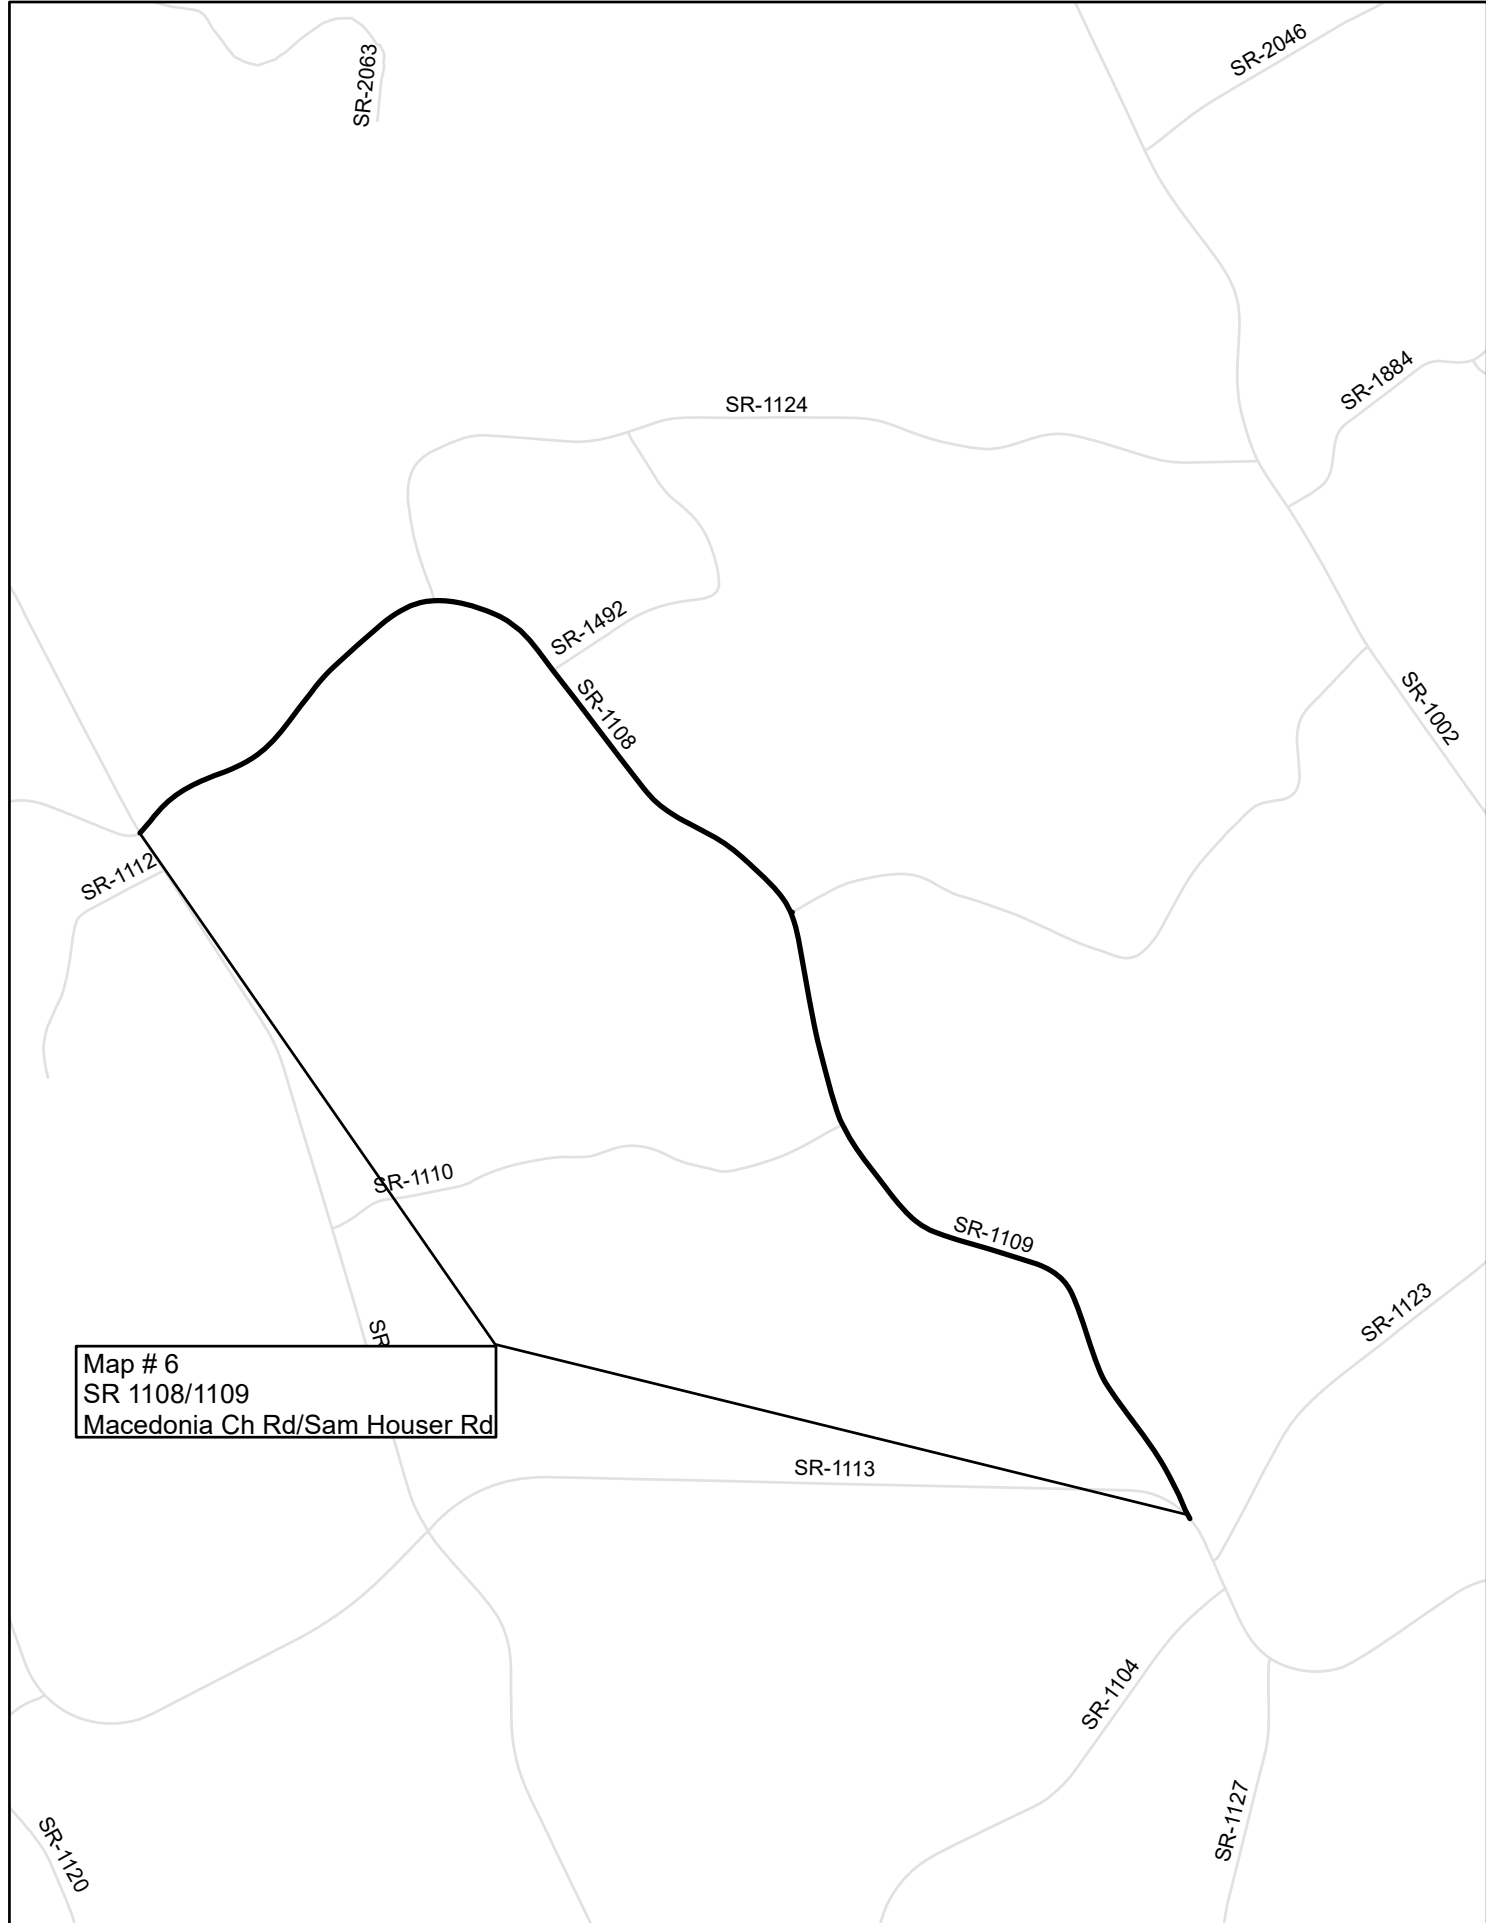 SR-2063
SR-2046
SR-1884
SR-1124
SR-1492
SR-1108
SR-1002
SR-1112
SR-1110
SR-1109
SR-1123
SR
Map # 6
SR 1108/1109
Macedonia Ch Rd/Sam Houser Rd
SR-1113
SR-1104
SR-1127
SR-1120